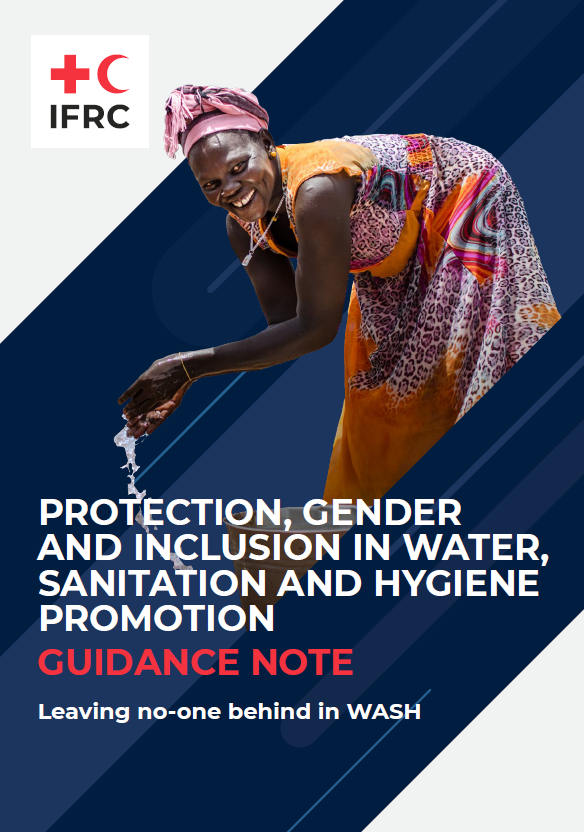 IFRC
PROTECTION, GENDER
AND INCLUSION IN WATER,
SANITATION AND HYGIENE
PROMOTION
GUIDANCE NOTE
Leaving no-one behind in WASH